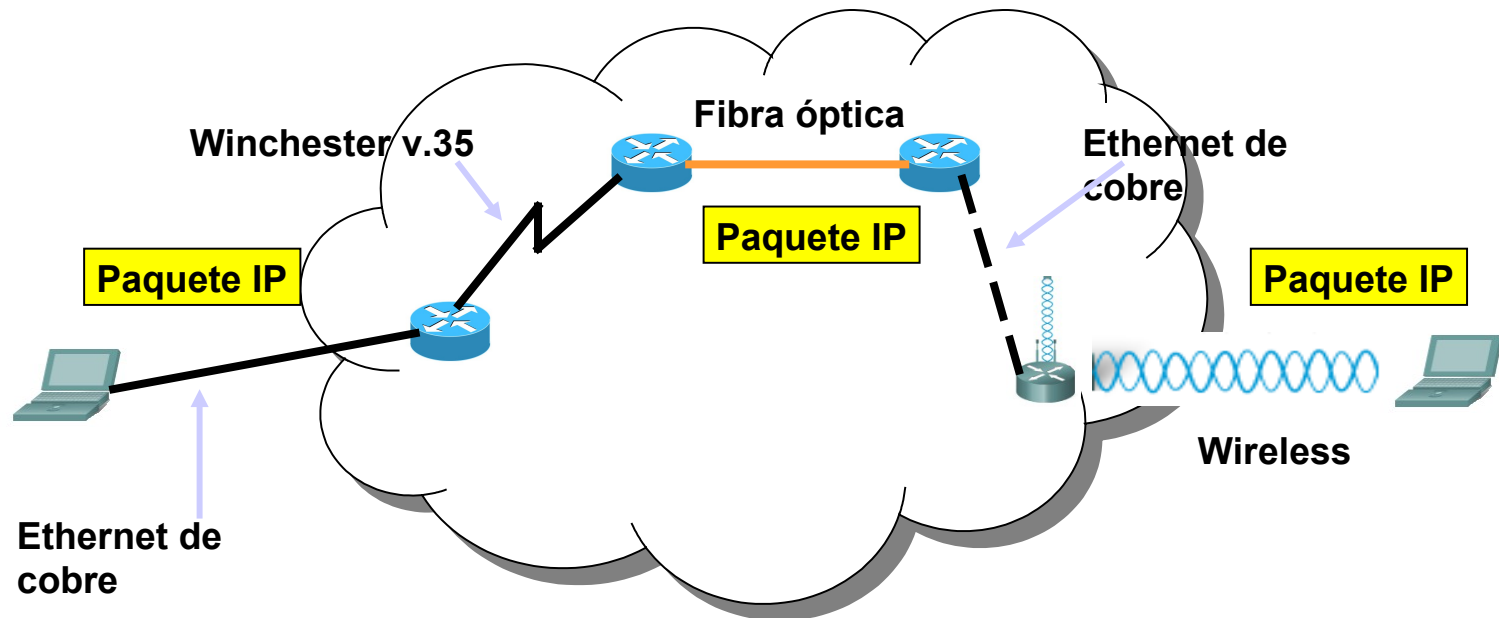 Fibra óptica
Winchester v.35
Ethernet de
cobre
Paquete IP
Paquete IP
Paquete IP
Wireless
Ethernet de
cobre